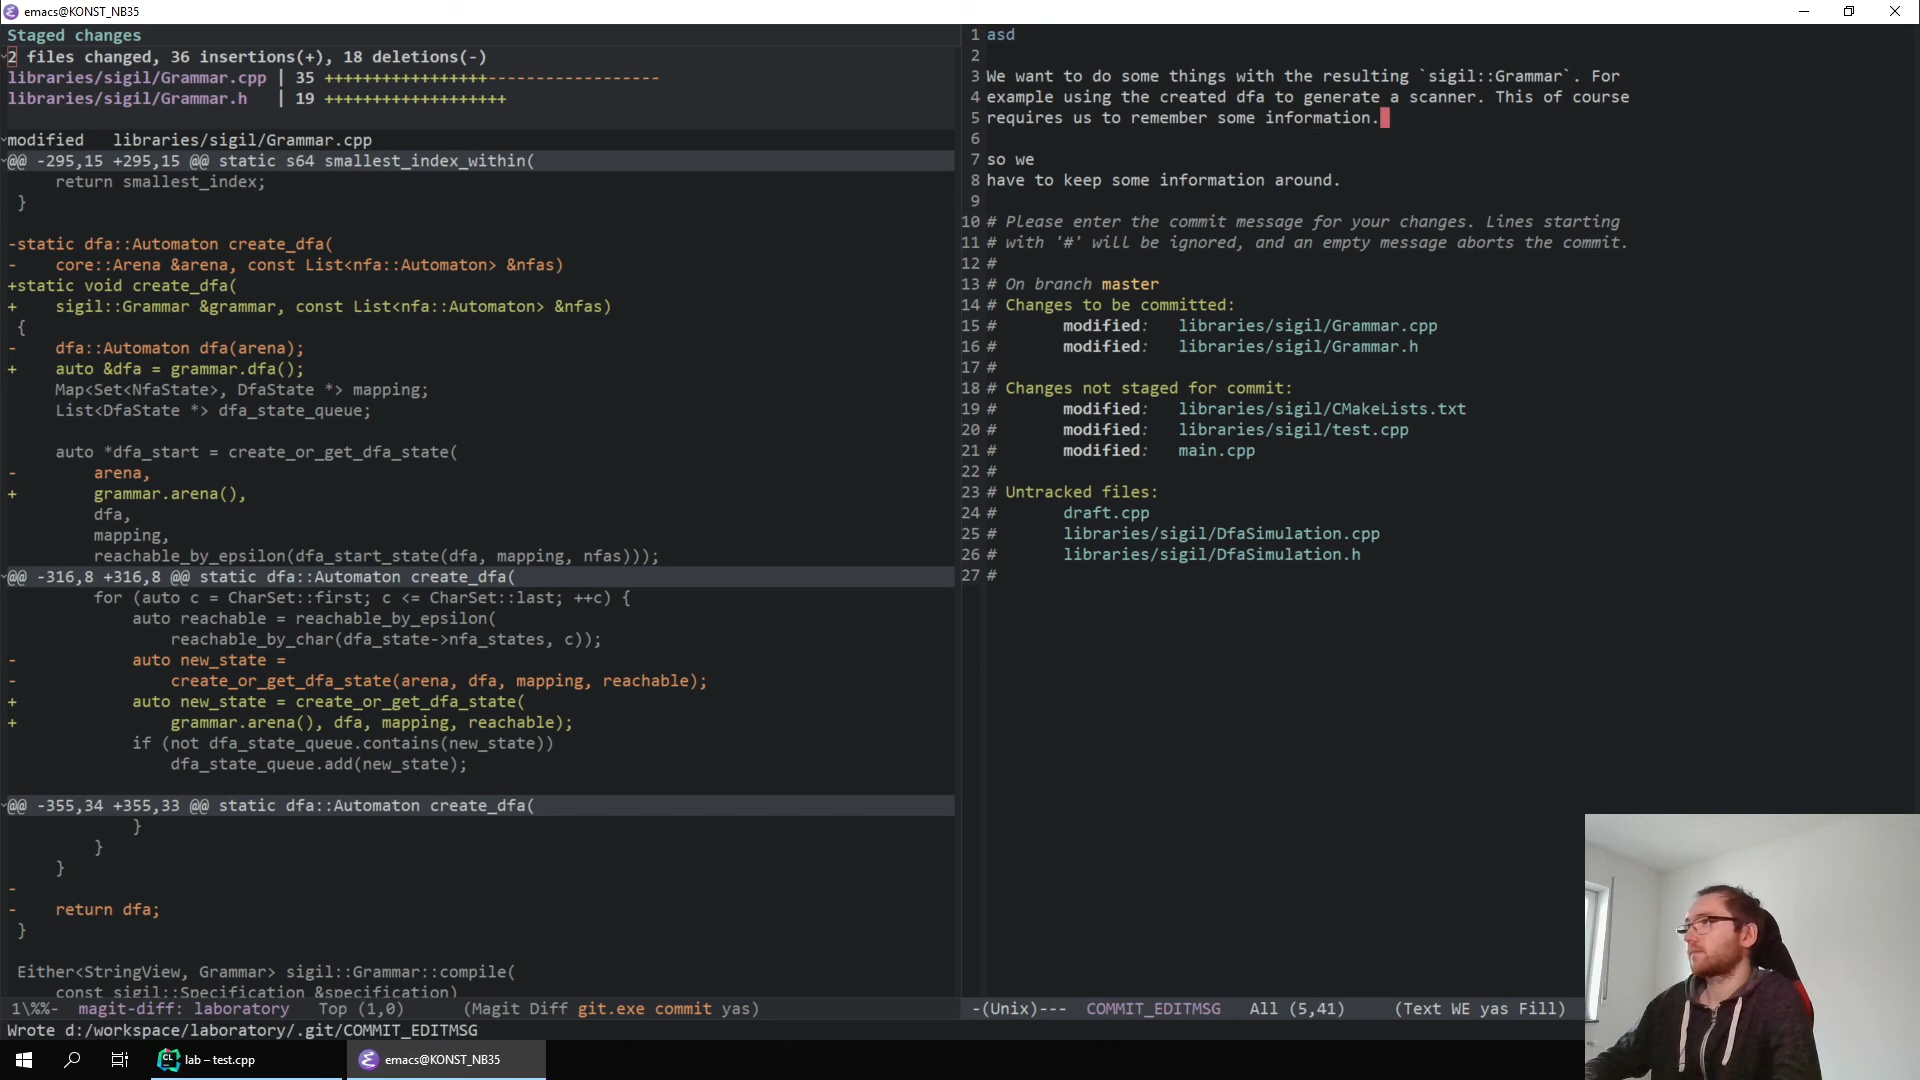 emacs@KONST_NB35
Staged changes
2 files changed, 36 insertions(+), 18 deletions(-)
libraries/sigil/Grammar.cpp | 35 +++++++++++++++++------------------
libraries/sigil/Grammar.h   | 19 +++++++++++++++++++
modified   libraries/sigil/Grammar.cpp
@@ -295,15 +295,15 @@ static s64 smallest_index_within(
     return smallest_index;
 }
-static dfa::Automaton create_dfa(
-    core::Arena &arena, const List<nfa::Automaton> &nfas)
+static void create_dfa(
+    sigil::Grammar &grammar, const List<nfa::Automaton> &nfas)
 {
-    dfa::Automaton dfa(arena);
+    auto &dfa = grammar.dfa();
     Map<Set<NfaState>, DfaState *> mapping;
     List<DfaState *> dfa_state_queue;
     auto *dfa_start = create_or_get_dfa_state(
-        arena,
+        grammar.arena(),
         dfa,
         mapping,
         reachable_by_epsilon(dfa_start_state(dfa, mapping, nfas)));
@@ -316,8 +316,8 @@ static dfa::Automaton create_dfa(
         for (auto c = CharSet::first; c <= CharSet::last; ++c) {
             auto reachable = reachable_by_epsilon(
                 reachable_by_char(dfa_state->nfa_states, c));
-            auto new_state =
-                create_or_get_dfa_state(arena, dfa, mapping, reachable);
+            auto new_state = create_or_get_dfa_state(
+                grammar.arena(), dfa, mapping, reachable);
             if (not dfa_state_queue.contains(new_state))
                 dfa_state_queue.add(new_state);
@@ -355,34 +355,33 @@ static dfa::Automaton create_dfa(
             }
         }
     }
-
-    return dfa;
 }
 Either<StringView, Grammar> sigil::Grammar::compile(
     const sigil::Specification &specification)
1\%%-  magit-diff: laboratory   Top (1,0)      (Magit Diff git.exe commit yas)
Wrote d:/workspace/laboratory/.git/COMMIT_EDITMSG
1 asd
2
3 We want to do some things with the resulting `sigil::Grammar`. For
4 example using the created dfa to generate a scanner. This of course
5 requires us to remember some information.
6
7 so we
8 have to keep some information around.
9
10 # Please enter the commit message for your changes. Lines starting
11 # with '#' will be ignored, and an empty message aborts the commit.
12 #
13 # On branch master
14 # Changes to be committed:
15 #       modified:   libraries/sigil/Grammar.cpp
16 #       modified:   libraries/sigil/Grammar.h
17 #
18 # Changes not staged for commit:
19 #       modified:   libraries/sigil/CMakeLists.txt
20 #       modified:   libraries/sigil/test.cpp
21 #       modified:   main.cpp
22 #
23 # Untracked files:
24 #       draft.cpp
25 #       libraries/sigil/DfaSimulation.cpp
26 #       libraries/sigil/DfaSimulation.h
27 #
-(Unix)---  COMMIT_EDITMSG   All (5,41)     (Text WE yas Fill)
lab – test.cpp
emacs@KONST_NB35